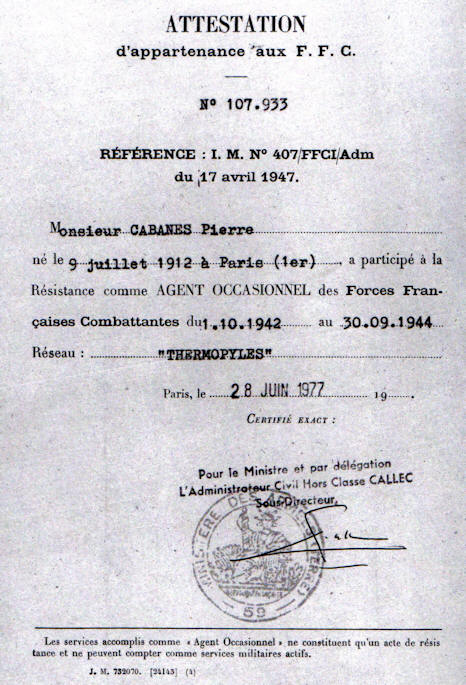 ATTESTATION
d'appartenance aux F. F. C.
N° 107.933
RÉFÉRENCE : I. M. N° 407/FFCI/Adm
du 17 avril 1947.
Monsieur CABANES Pierre
né le 9 juillet 1912 à Paris (1er), a participé à la
Résistance comme AGENT OCCASIONNEL des Forces Fran-
çaises Combattantes du 1.10.1942 au 30.09.1944
Réseau : "THERMOPYLES"
Paris, le 28 JUIN 1977 19
CERTIFIÉ EXACT :
Pour le Ministre et par délégation
L'Administrateur Civil Hors Classe CALLEC
Sous-Directeur,
MINISTERE DES
59
Les services accomplis comme « Agent Occasionnel » ne constituent qu'un acte de résis
tance et ne peuvent compter comme services militaires actifs.
J. M. 732070. [24143] (4)